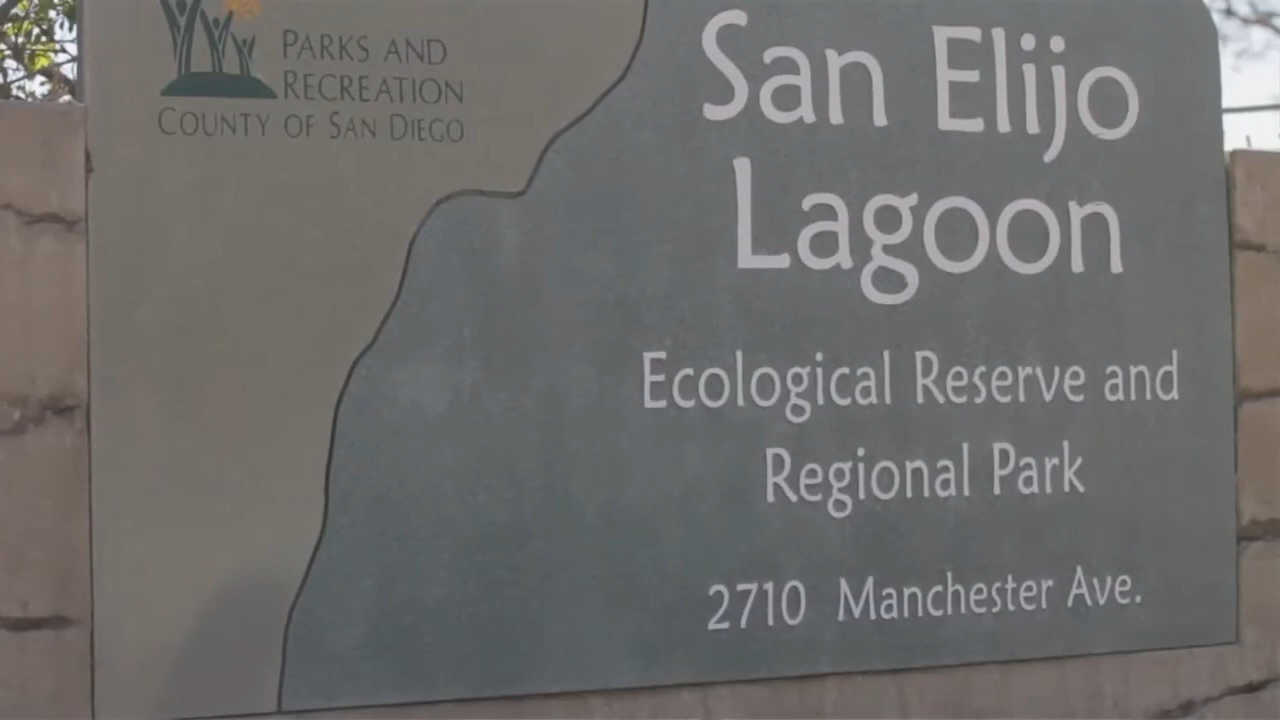 PARKS AND
RECREATION
COUNTY OF SAN DIEGO
San Elijo
Lagoon
Ecological Reserve and
Regional Park
2710 Manchester Ave.